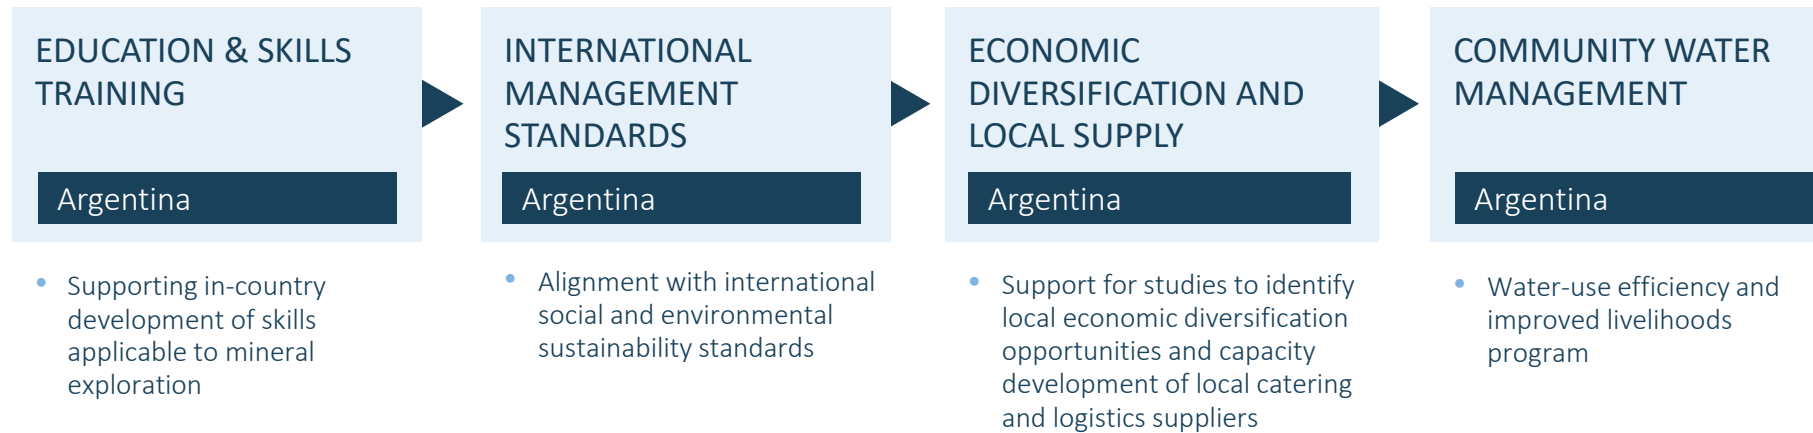 EDUCATION & SKILLS
TRAINING
Argentina
• Supporting in-country
development of skills
applicable to mineral
exploration
INTERNATIONAL
MANAGEMENT
STANDARDS
Argentina
• Alignment with international
social and environmental
sustainability standards
ECONOMIC
DIVERSIFICATION AND
LOCAL SUPPLY
Argentina
• Support for studies to identify
local economic diversification
opportunities and capacity
development of local catering
and logistics suppliers
COMMUNITY WATER
MANAGEMENT
Argentina
• Water-use efficiency and
improved livelihoods
program